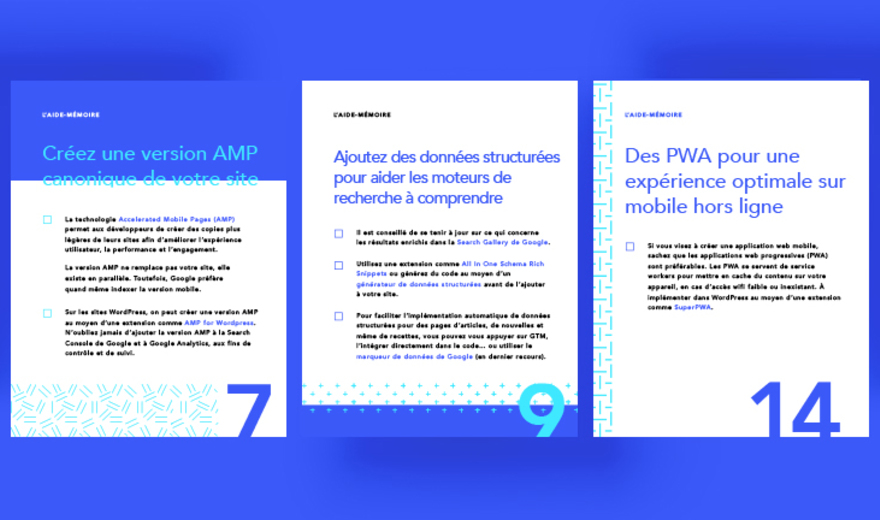 L'AIDE-MÉMOIRE
Créez une version AMP
canonique de votre site
La technologie Accelerated Mobile Pages (AMP)
permet aux développeurs de créer des copies plus
légères de leurs sites afin d'améliorer l'expérience
utilisateur, la performance et l'engagement.
La version AMP ne remplace pas votre site, elle
existe en parallèle. Toutefois, Google préfère
quand même indexer la version mobile.
Sur les sites WordPress, on peut créer une version AMP
au moyen d'une extension comme AMP for Wordpress.
N'oubliez jamais d'ajouter la version AMP à la Search
Console de Google et à Google Analytics, aux fins de
contrôle et de suivi.
7
L'AIDE-MÉMOIRE
Ajoutez des données structurées
pour aider les moteurs de
recherche à comprendre
Il est conseillé de se tenir à jour sur ce qui concerne
les résultats enrichis dans la Search Gallery de Google.
Utilisez une extension comme All In One Schema Rich
Snippets ou générez du code au moyen d'un
générateur de données structurées avant de l'ajouter
à votre site.
Pour faciliter l'implémentation automatique de données
structurées pour des pages d'articles, de nouvelles et
même de recettes, vous pouvez vous appuyer sur GTM,
l'intégrer directement dans le code... ou utiliser le
marqueur de données de Google (en dernier recours).
9
L'AIDE-MÉMOIRE
Des PWA pour une
expérience optimale sur
mobile hors ligne
Si vous visez à créer une application web mobile,
sachez que les applications web progressives (PWA)
sont préférables. Les PWA se servent de service
workers pour mettre en cache du contenu sur votre
appareil, en cas d'accès wifi faible ou inexistant. À
implémenter dans WordPress au moyen d'une extension
comme SuperPWA.
14